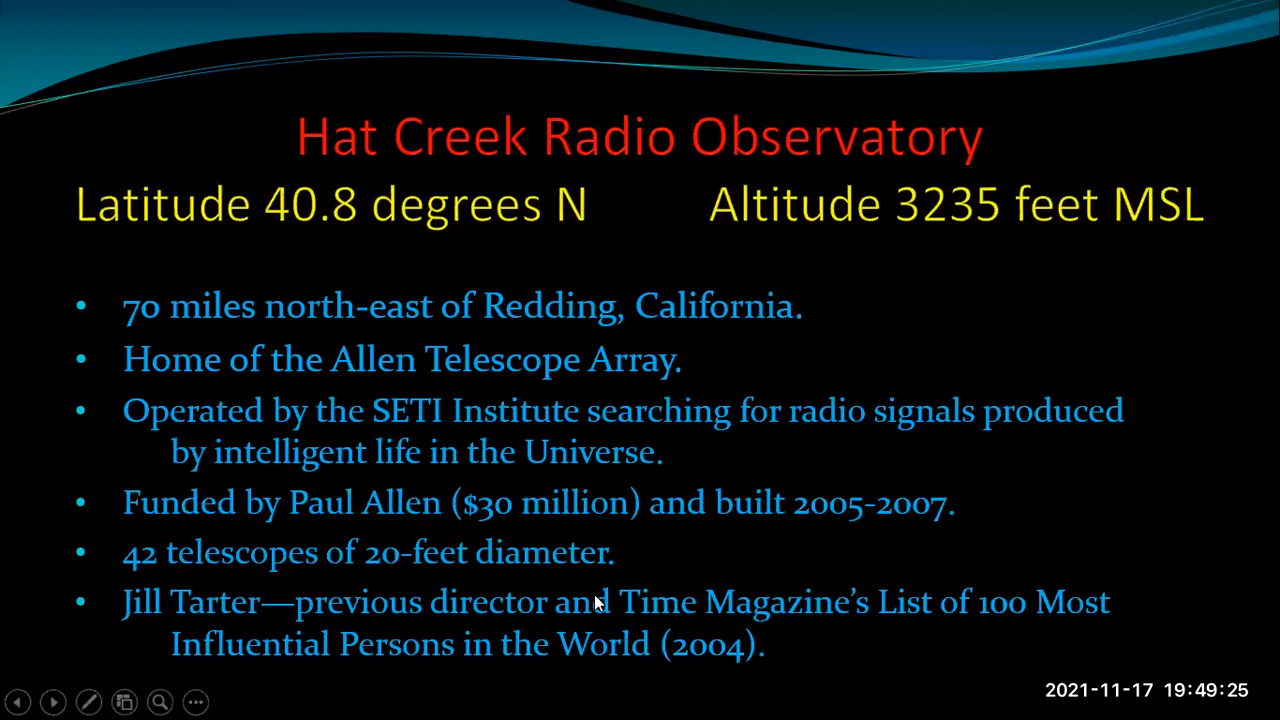 Hat Creek Radio Observatory
Latitude 40.8 degrees N Altitude 3235 feet MSL
• 70 miles north-east of Redding, California.
• Home of the Allen Telescope Array.
• Operated by the SETI Institute searching for radio signals produced
by intelligent life in the Universe.
• Funded by Paul Allen ($30 million) and built 2005-2007.
• 42 telescopes of 20-feet diameter.
• Jill Tarter—previous director and Time Magazine’s List of 100 Most
Influential Persons in the World (2004).
2021-11-17 19:49:25